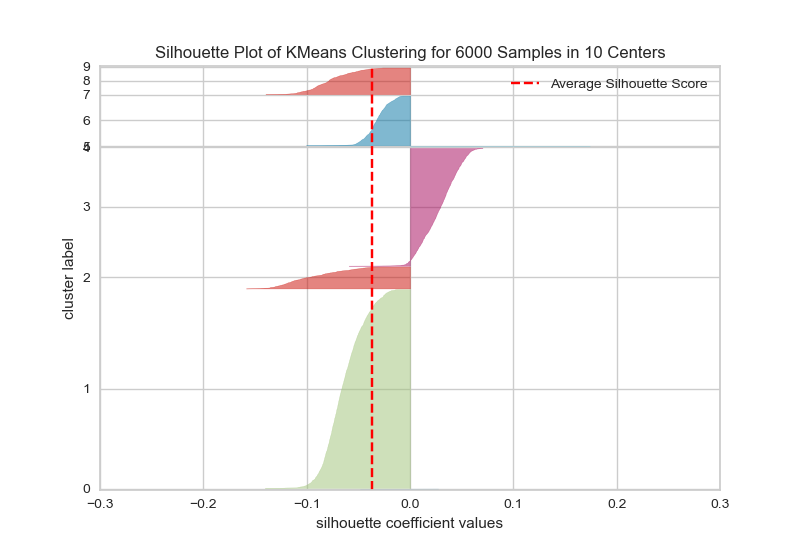 Silhouette Plot of KMeans Clustering for 6000 Samples in 10 Centers
Average Silhouette Score
9
8
7
6
5
4
3
2
1
0
cluster label
−0.3 −0.2 −0.1 0.0 0.1 0.2 0.3
silhouette coefficient values